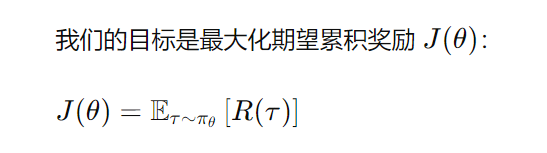 我们的目标是最大化期望累积奖励 J(θ):
J(θ) = 𝔼_{τ∼π_θ} [R(τ)]